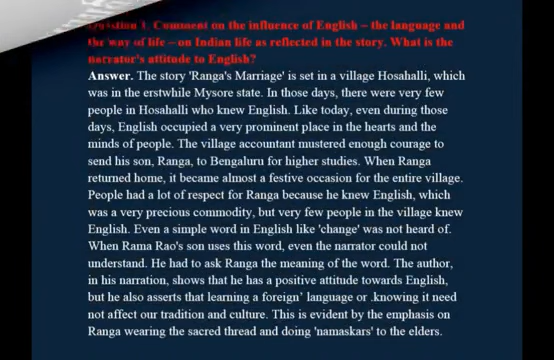 Question 1. Comment on the influence of English – the language and
the way of life – on Indian life as reflected in the story. What is the
narrator's attitude to English?
Answer. The story 'Ranga's Marriage' is set in a village Hosahalli, which
was in the erstwhile Mysore state. In those days, there were very few
people in Hosahalli who knew English. Like today, even during those
days, English occupied a very prominent place in the hearts and the
minds of people. The village accountant mustered enough courage to
send his son, Ranga, to Bengaluru for higher studies. When Ranga
returned home, it became almost a festive occasion for the entire village.
People had a lot of respect for Ranga because he knew English, which
was a very precious commodity, but very few people in the village knew
English. Even a simple word in English like 'change' was not heard of.
When Rama Rao's son uses this word, even the narrator could not
understand. He had to ask Ranga the meaning of the word. The author,
in his narration, shows that he has a positive attitude towards English,
but he also asserts that learning a foreign’ language or .knowing it need
not affect our tradition and culture. This is evident by the emphasis on
Ranga wearing the sacred thread and doing 'namaskars' to the elders.